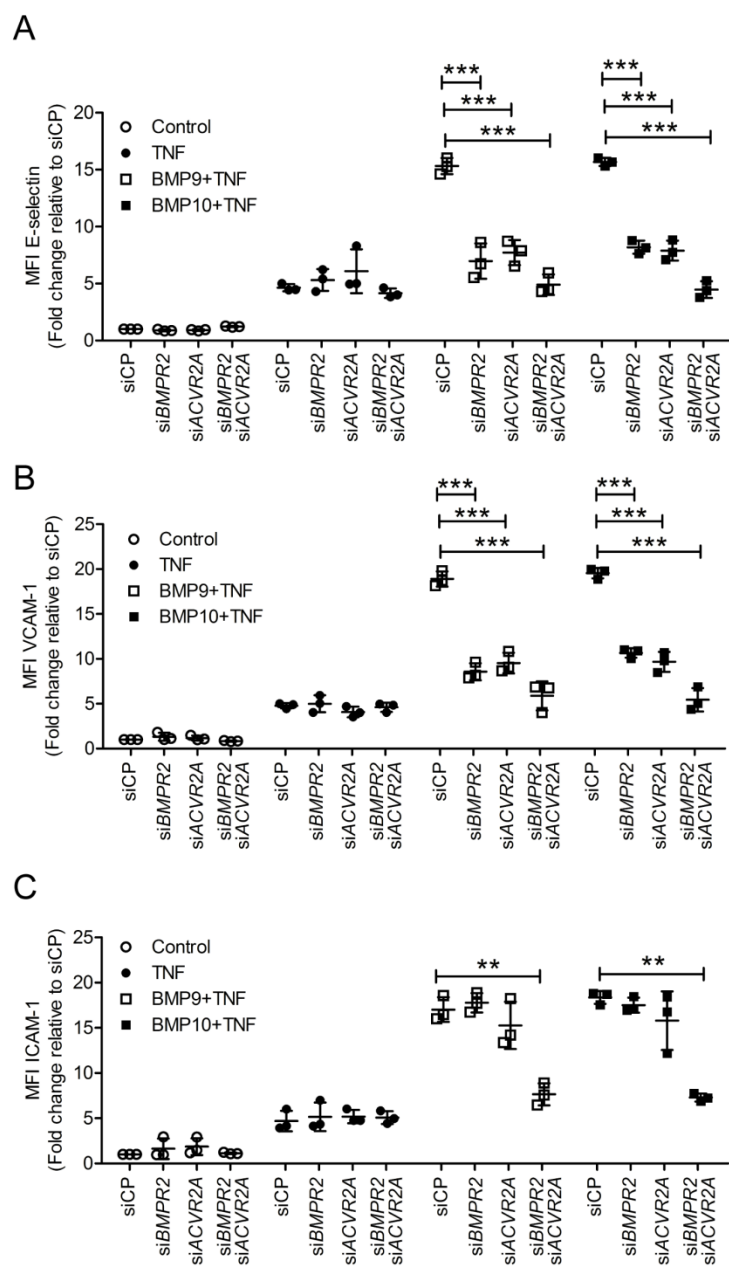 A
*** ***
*** ***
*** ***
20
15
10
5
0
MFI E-selectin
(Fold change relative to siCP)
Control
TNF
BMP9+TNF
BMP10+TNF
siCP
siBMPR2
siACVR2A
siBMPR2
siACVR2A
siCP
siBMPR2
siACVR2A
siBMPR2
siACVR2A
siCP
siBMPR2
siACVR2A
siBMPR2
siACVR2A
siCP
siBMPR2
siACVR2A
siBMPR2
siACVR2A
B
*** ***
*** ***
*** ***
25
20
15
10
5
0
MFI VCAM-1
(Fold change relative to siCP)
Control
TNF
BMP9+TNF
BMP10+TNF
siCP
siBMPR2
siACVR2A
siBMPR2
siACVR2A
siCP
siBMPR2
siACVR2A
siBMPR2
siACVR2A
siCP
siBMPR2
siACVR2A
siBMPR2
siACVR2A
siCP
siBMPR2
siACVR2A
siBMPR2
siACVR2A
C
** **
25
20
15
10
5
0
MFI ICAM-1
(Fold change relative to siCP)
Control
TNF
BMP9+TNF
BMP10+TNF
siCP
siBMPR2
siACVR2A
siBMPR2
siACVR2A
siCP
siBMPR2
siACVR2A
siBMPR2
siACVR2A
siCP
siBMPR2
siACVR2A
siBMPR2
siACVR2A
siCP
siBMPR2
siACVR2A
siBMPR2
siACVR2A